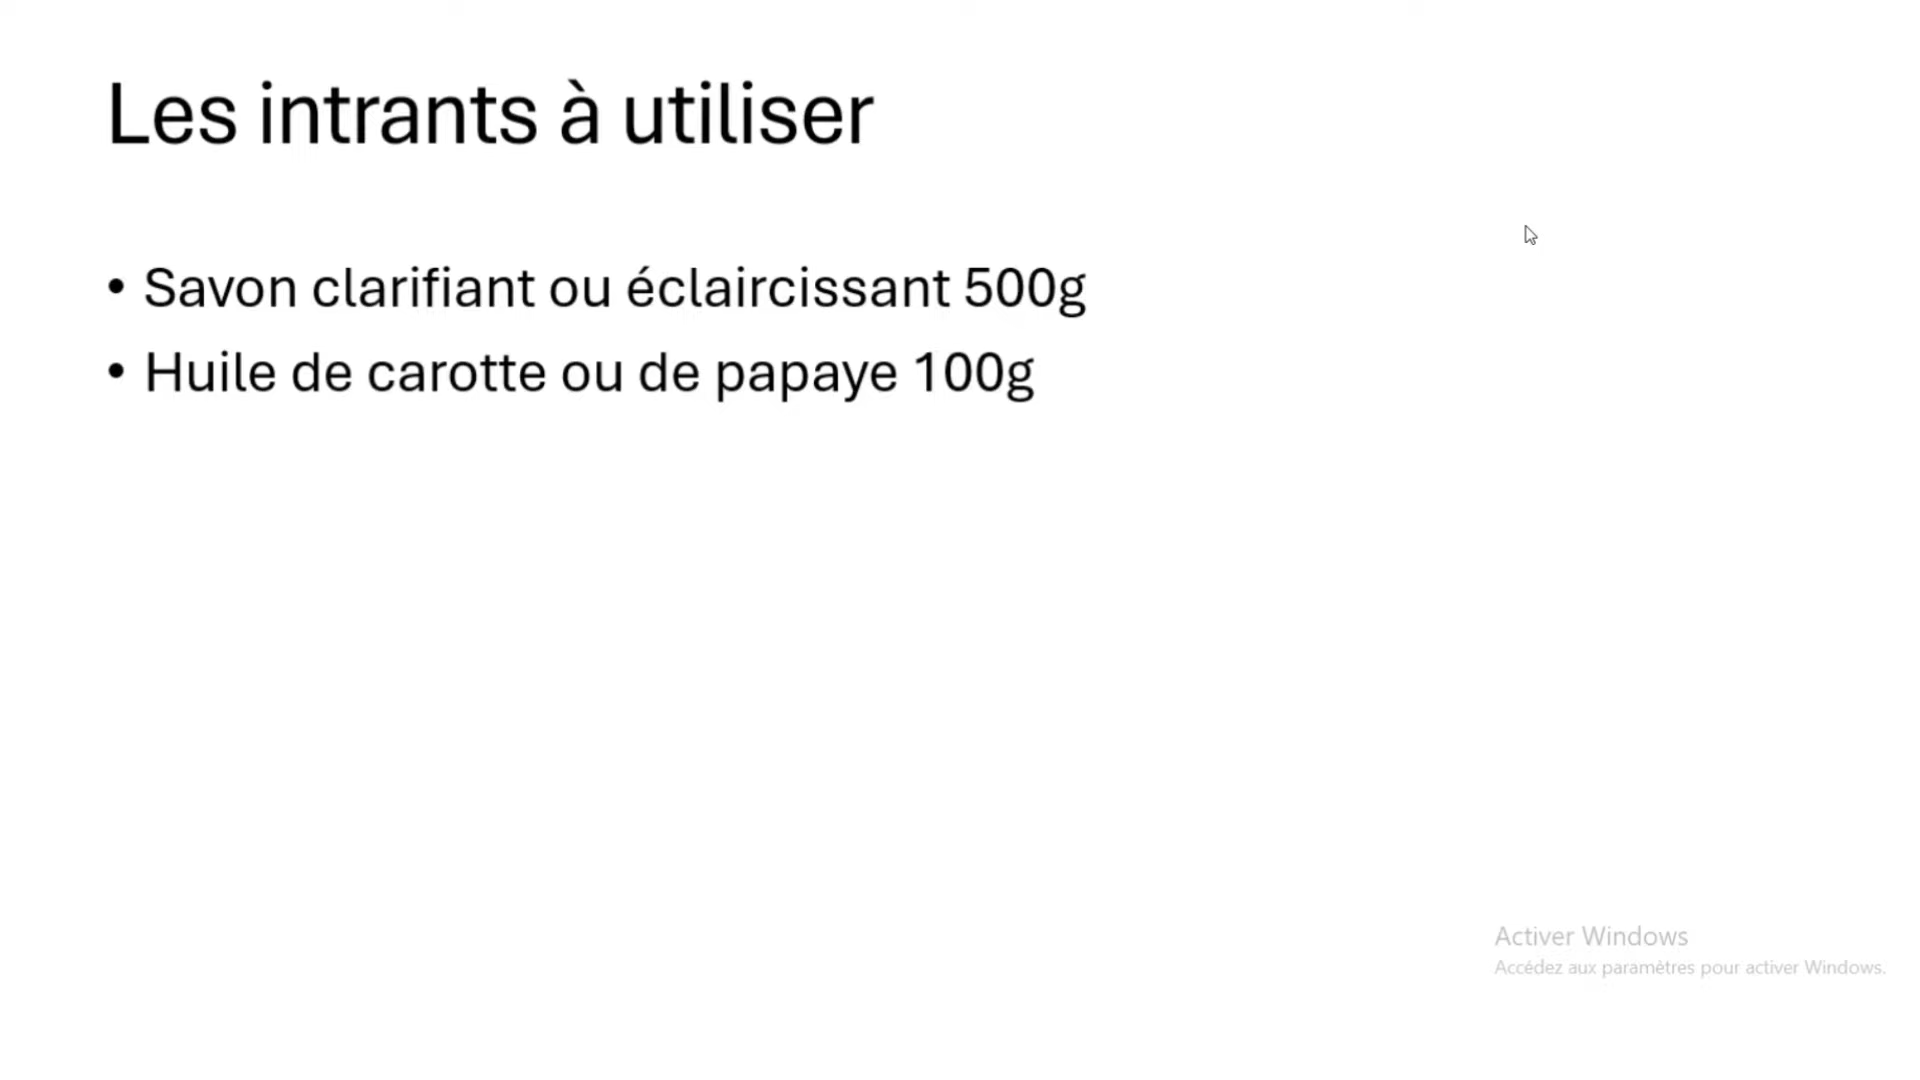 Les intrants à utiliser
• Savon clarifiant ou éclaircissant 500g
• Huile de carotte ou de papaye 100g
Activer Windows
Accédez aux paramètres pour activer Windows.